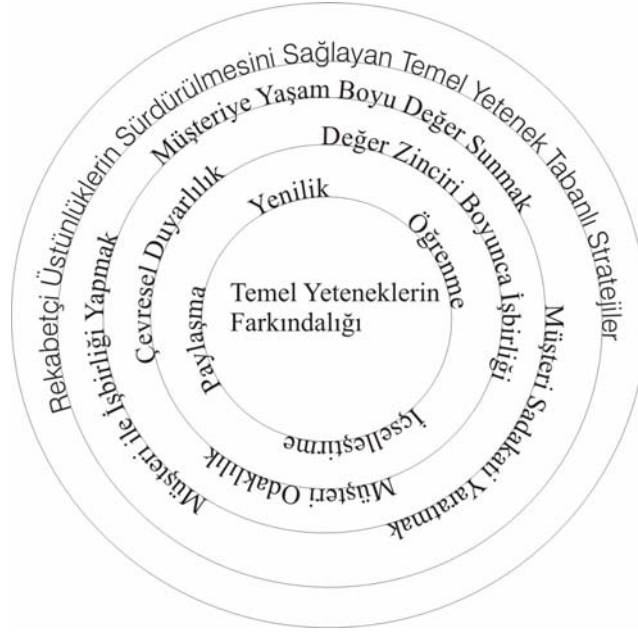 Rekabetçi Üstünlüklerin Sürdürülmesini Sağlayan Temel Yetenek Tabanlı Stratejiler
Müşteriye Yaşam Boyu Değer Sunmak
Müşteri Sadakati Yaratmak
Müşteri ile İşbirliği Yapmak
Değer Zinciri Boyunca İşbirliği
Müşteri Odaklılık
Çevresel Duyarlılık
Yenilik
Öğrenme
İçselleştirme
Paylaşma
Temel Yeteneklerin
Farkındalığı